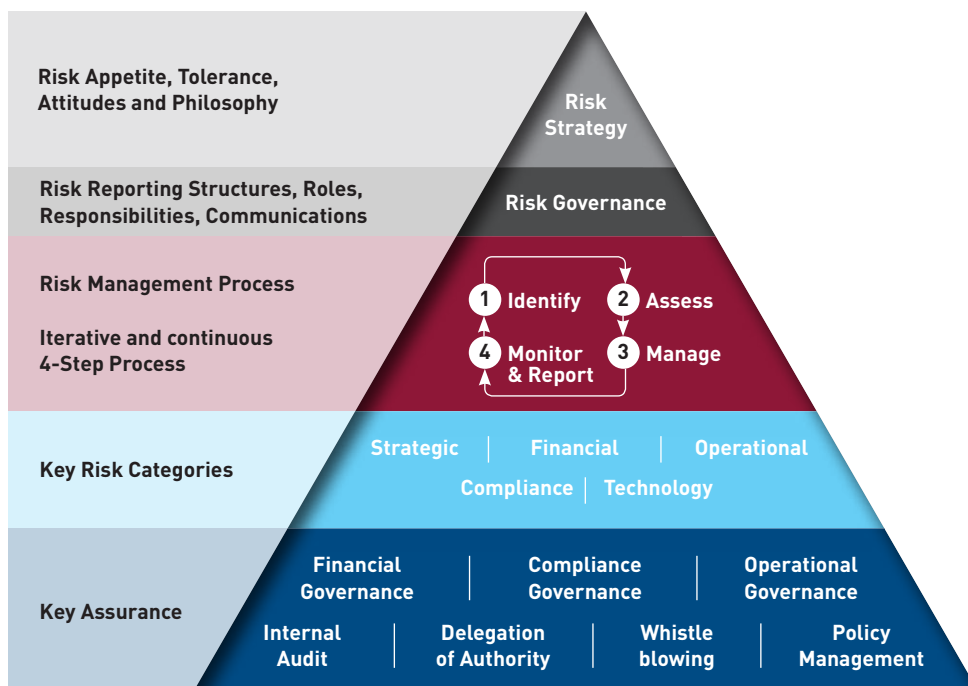 Risk Appetite, Tolerance,
Attitudes and Philosophy
Risk
Strategy
Risk Reporting Structures, Roles,
Responsibilities, Communications
Risk Governance
Risk Management Process
Iterative and continuous
4-Step Process
1 Identify
2 Assess
4 Monitor
& Report
3 Manage
Key Risk Categories
Strategic
Financial
Operational
Compliance
Technology
Key Assurance
Financial
Governance
Compliance
Governance
Operational
Governance
Internal
Audit
Delegation
of Authority
Whistle
blowing
Policy
Management